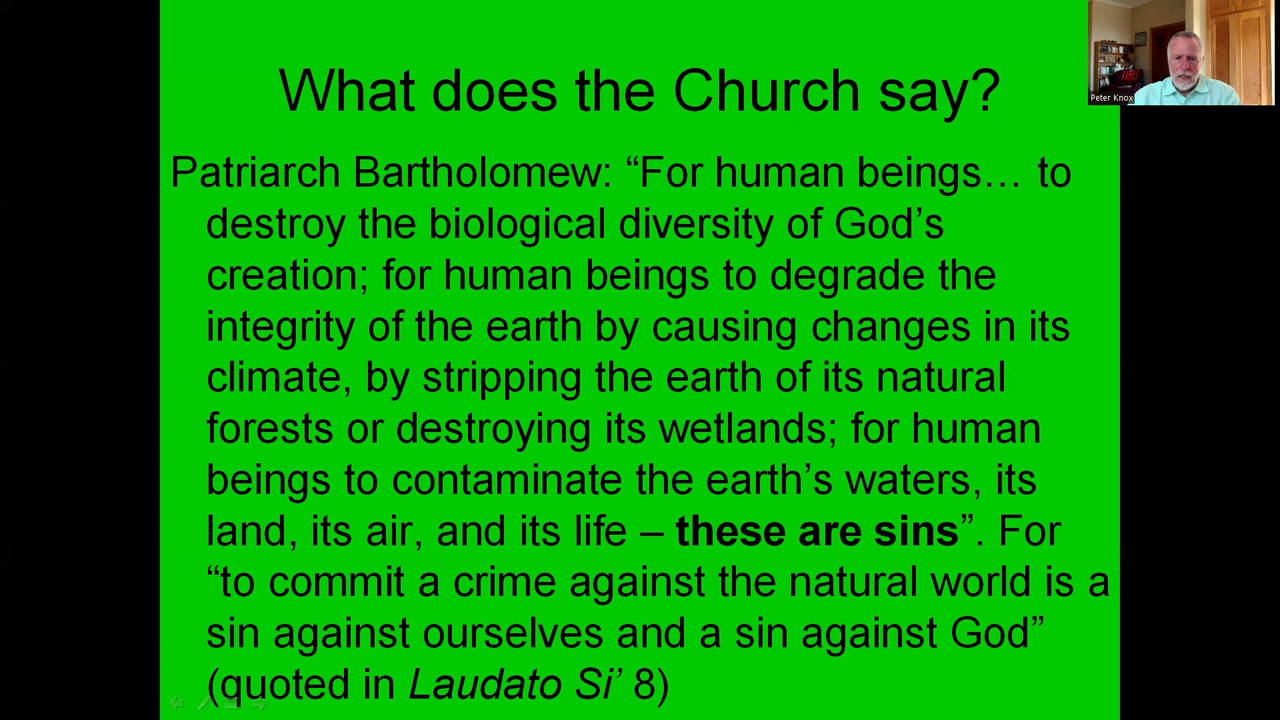 What does the Church say?
Peter Knox
Patriarch Bartholomew: “For human beings… to
destroy the biological diversity of God’s
creation; for human beings to degrade the
integrity of the earth by causing changes in its
climate, by stripping the earth of its natural
forests or destroying its wetlands; for human
beings to contaminate the earth’s waters, its
land, its air, and its life – these are sins”. For
“to commit a crime against the natural world is a
sin against ourselves and a sin against God”
(quoted in Laudato Si’ 8)